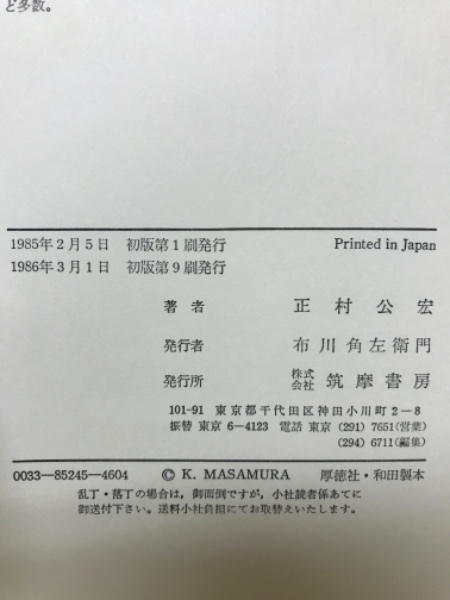 ど多数。
1985年2月5日 初版第1刷発行 Printed in Japan
1986年3月1日 初版第9刷発行
著者 正村公宏
発行者 布川角左衛門
発行所 株式会社 筑摩書房
101-91 東京都千代田区神田小川町2-8
振替 東京6-4123 電話 東京 (291) 7651(営業)
(294) 6711(編集)
0033-85245-4604 © K. MASAMURA 厚徳社・和田製本
乱丁・落丁の場合は,御面倒ですが,小社読者係あてに
御送付下さい。送料小社負担にてお取替えいたします。